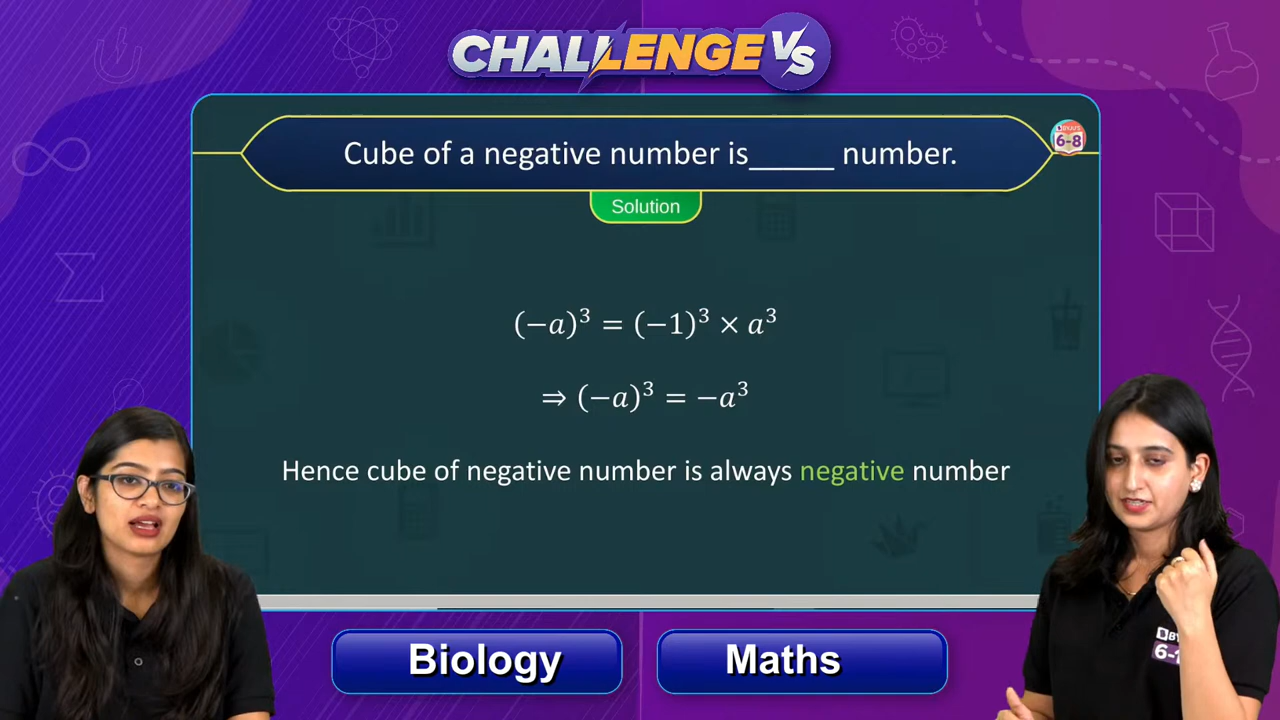 CHALLENGE VS
Cube of a negative number is_____ number.
6-8
Solution
(−a)³ = (−1)³ × a³
⇒ (−a)³ = −a³
Hence cube of negative number is always negative number
Biology
Maths